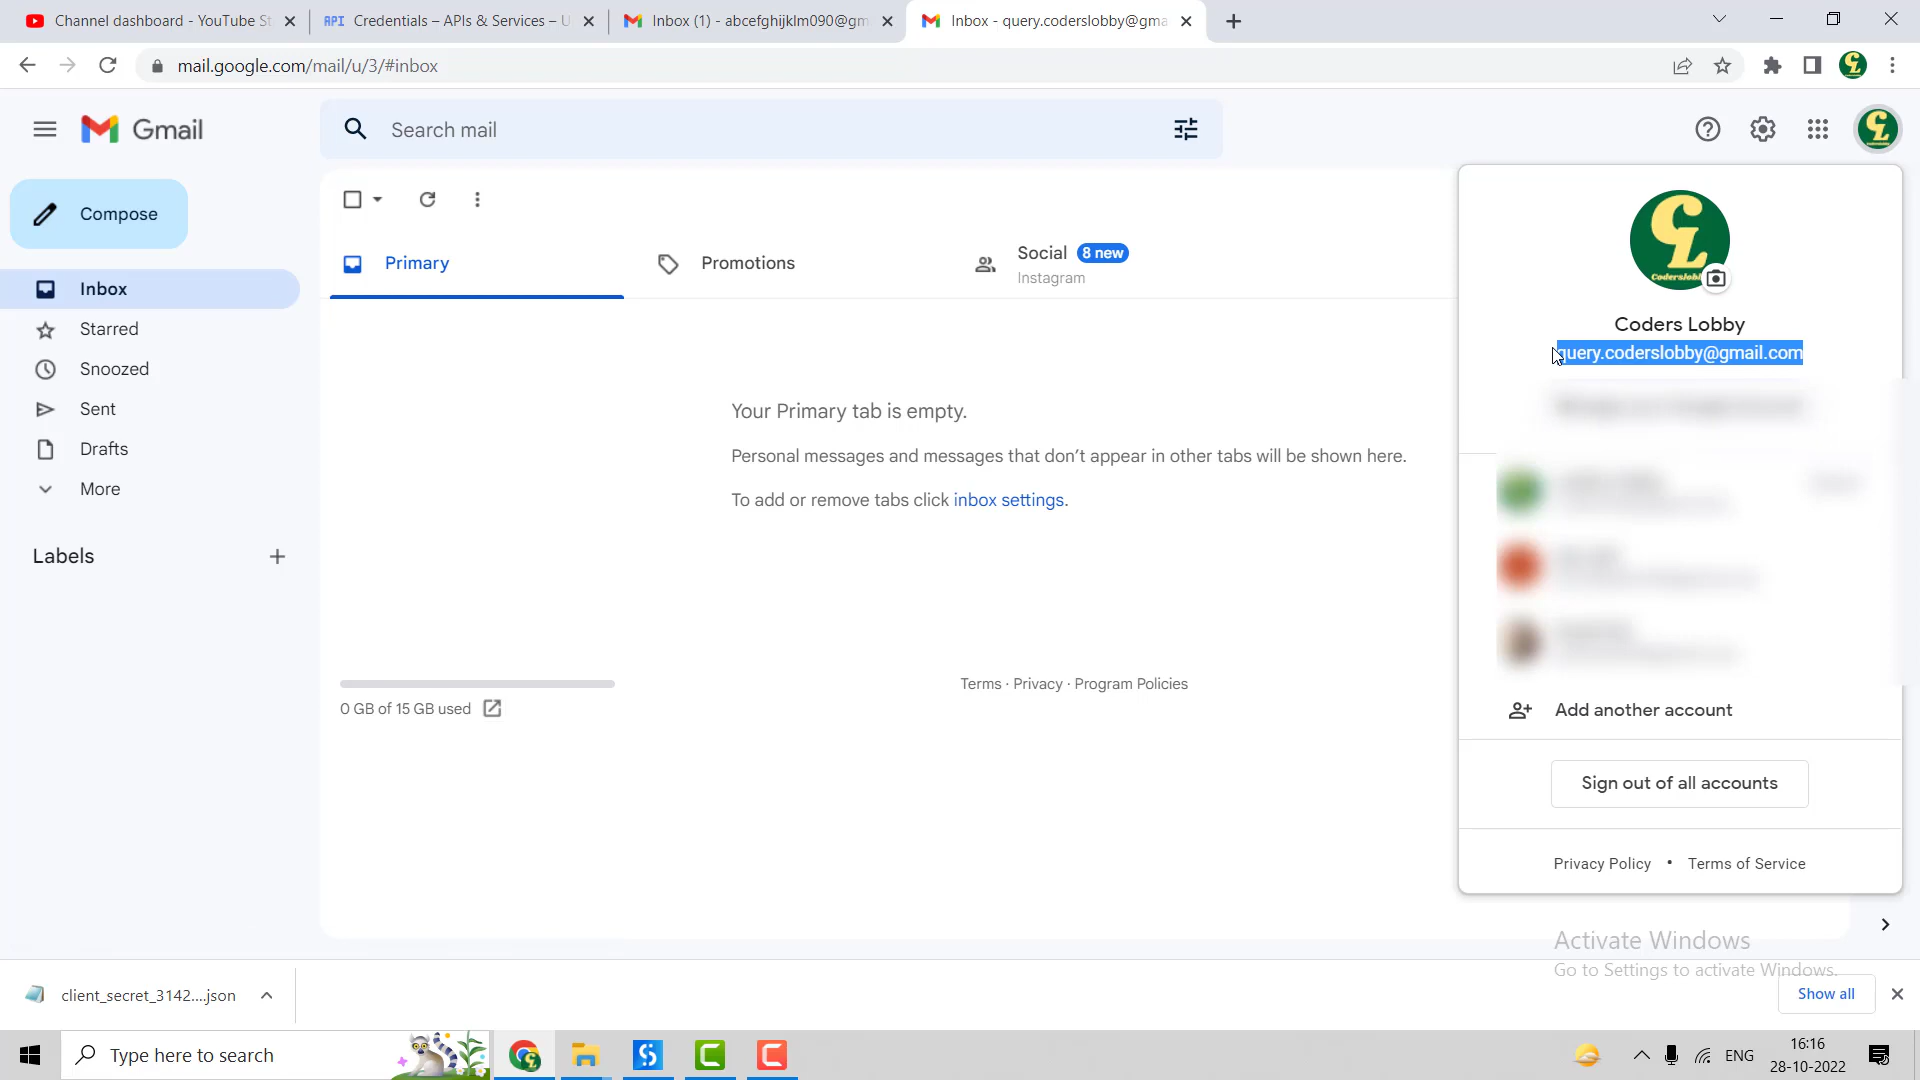 Channel dashboard - YouTube St
Credentials – APIs & Services – U
Inbox (1) - abcefghijklm090@gm
Inbox - query.coderslobby@gma
mail.google.com/mail/u/3/#inbox
Gmail
Search mail
Compose
Inbox
Starred
Snoozed
Sent
Drafts
More
Labels
Primary
Promotions
Social 8 new
Instagram
Your Primary tab is empty.
Personal messages and messages that don’t appear in other tabs will be shown here.
To add or remove tabs click inbox settings.
0 GB of 15 GB used
Terms · Privacy · Program Policies
Coders Lobby
query.coderslobby@gmail.com
Add another account
Sign out of all accounts
Privacy Policy • Terms of Service
Activate Windows
Go to Settings to activate Windows.
client_secret_3142....json
Show all
Type here to search
ENG
16:16
28-10-2022